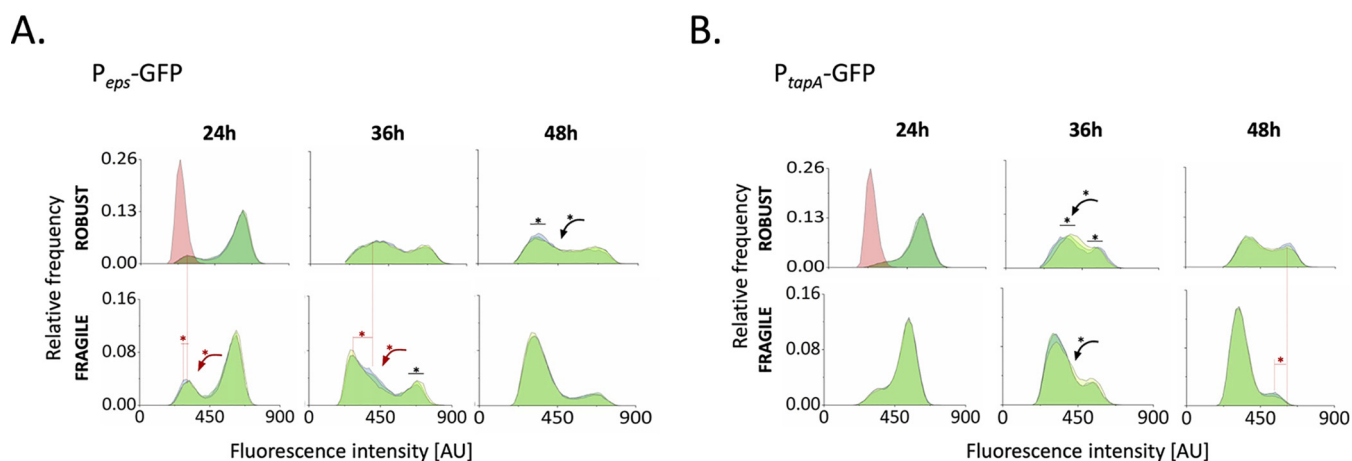 A.
B.
P eps-GFP
P tapA-GFP
24h 36h 48h
24h 36h 48h
Relative frequency
ROBUST
FRAGILE
0.26
0.13
0.00
0.16
0.08
0.00
* * * * * * *
0 450 900 0 450 900 0 450 900
Fluorescence intensity [AU]
Relative frequency
ROBUST
FRAGILE
0.26
0.13
0.00
0.16
0.08
0.00
* * * * *
0 450 900 0 450 900 0 450 900
Fluorescence intensity [AU]